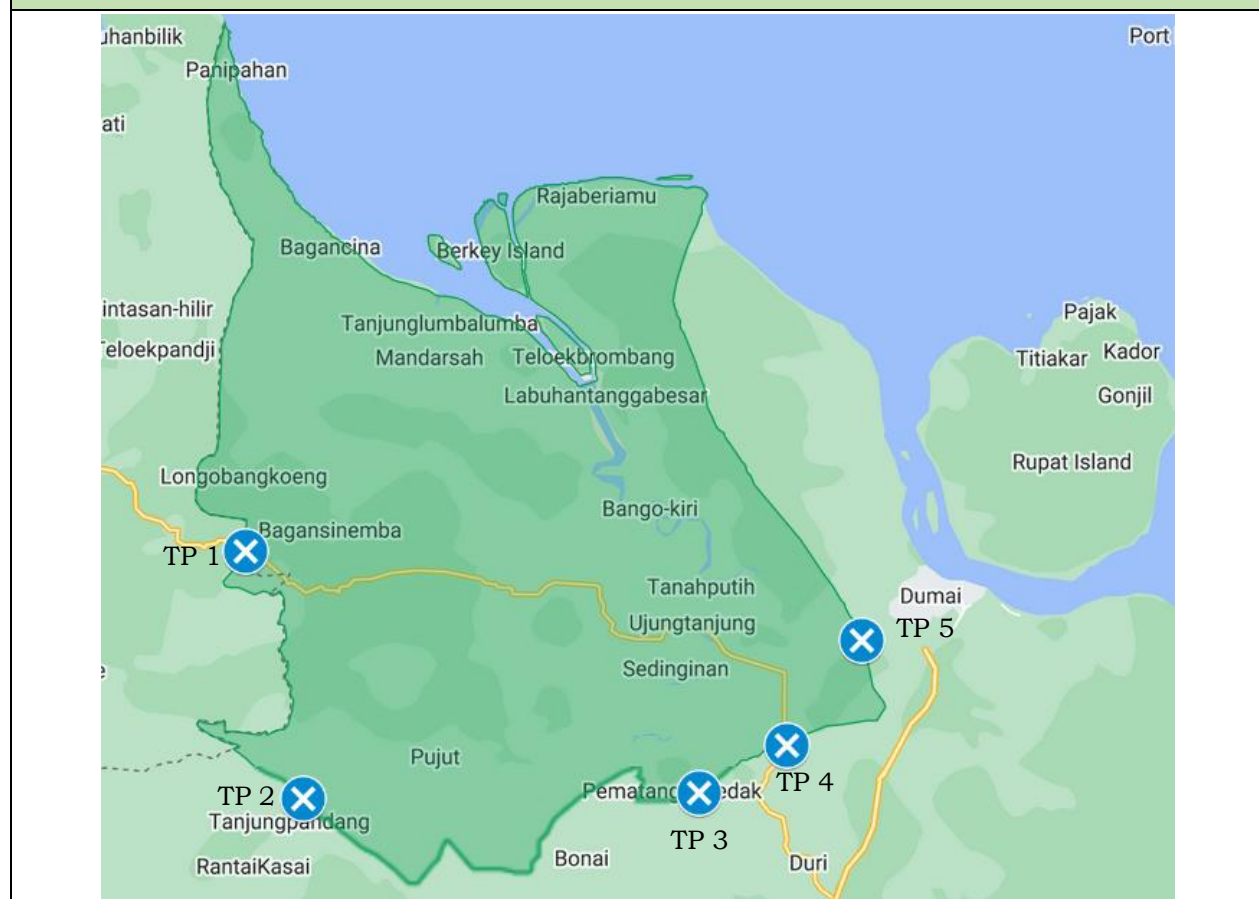 uhanbilik
Port
Panipahan
ati
Rajaberiamu
Bagancina
Berkey Island
intasan-hilir
Pajak
Tanjunglumbalumba
Teloekpandji
Mandarsah
Teloekbrombang
Titiakar
Kador
Labuhantanggabesar
Gonjil
Longobangkoeng
Rupat Island
Bango-kiri
Bagansinemba
TP 1
Tanahputih
Dumai
Ujungtanjung
TP 5
Sedinginan
Pujut
TP 2
Pematang
edak
TP 4
Tanjungpandang
TP 3
RantaiKasai
Bonai
Duri